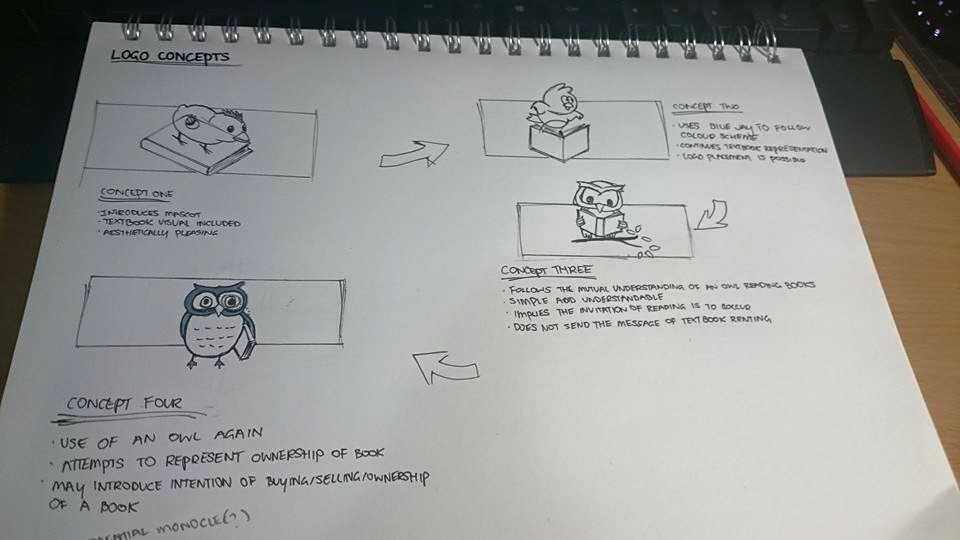 LOGO CONCEPTS
CONCEPT ONE
· INTRODUCES MASCOT
· TEXTBOOK VISUAL INCLUDED
· AESTHETICALLY PLEASING
CONCEPT TWO
· USES BLUE JAY TO FOLLOW
COLOUR SCHEME
· CONTINUES TEXTBOOK REPRESENTATION
· LOGO PLACEMENT IS POSSIBLE
CONCEPT THREE
· FOLLOWS THE MUTUAL UNDERSTANDING OF AN OWL READING BOOKS
· SIMPLE AND UNDERSTANDABLE
· IMPLIES THE INVITATION OF READING IS TO OCCUR
· DOES NOT SEND THE MESSAGE OF TEXTBOOK RENTING
CONCEPT FOUR
· USE OF AN OWL AGAIN
· ATTEMPTS TO REPRESENT OWNERSHIP OF BOOK
· MAY INTRODUCE INTENTION OF BUYING/SELLING/OWNERSHIP
OF A BOOK
MONOCLE(?)